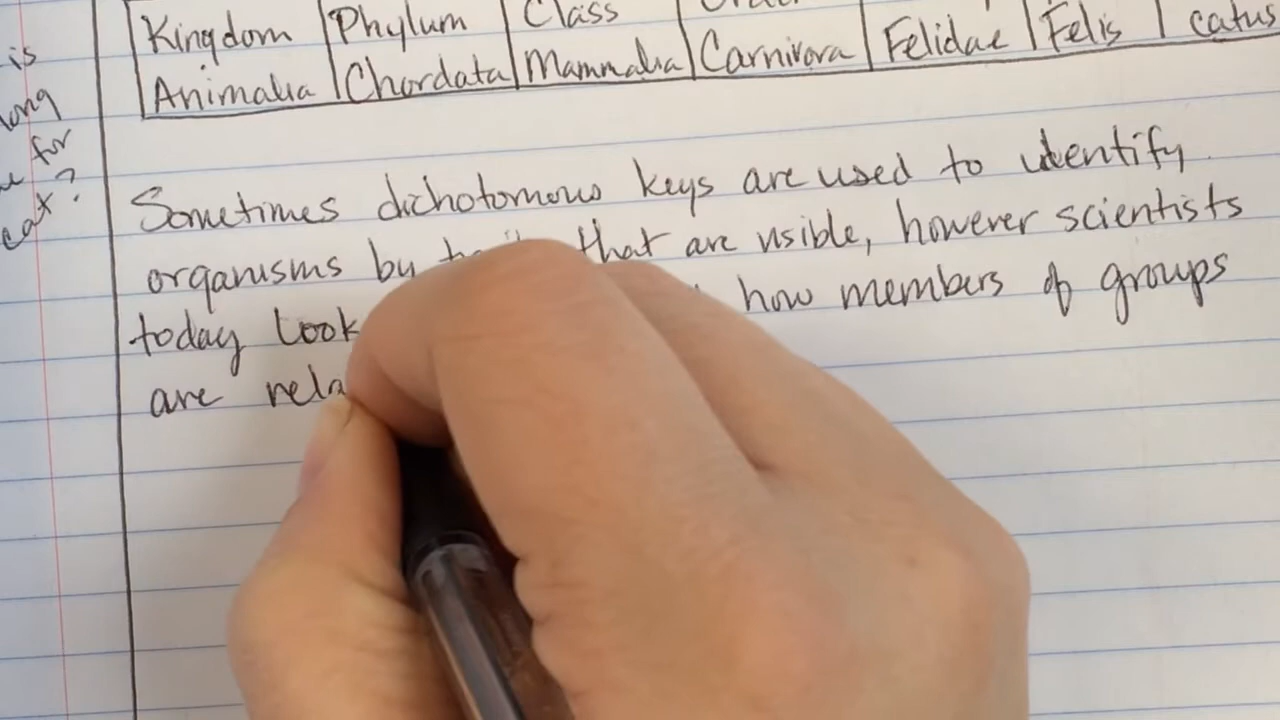 is
for
cat?
Kingdom Phylum Class
Animalia Chordata Mammalia Carnivora Felidae Felis catus
Sometimes dichotomous keys are used to identify
organisms by that are visible, however scientists
today look how members of groups
are rela